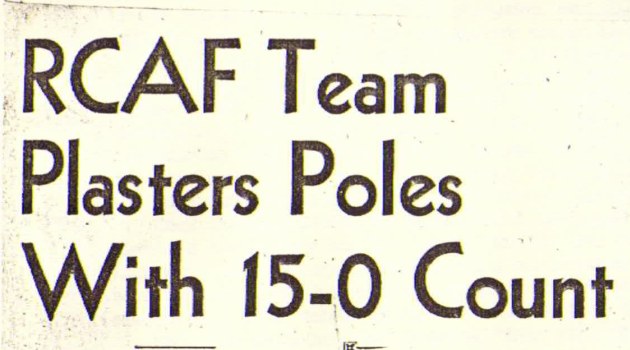 RCAF Team
Plasters Poles
With 15-0 Count